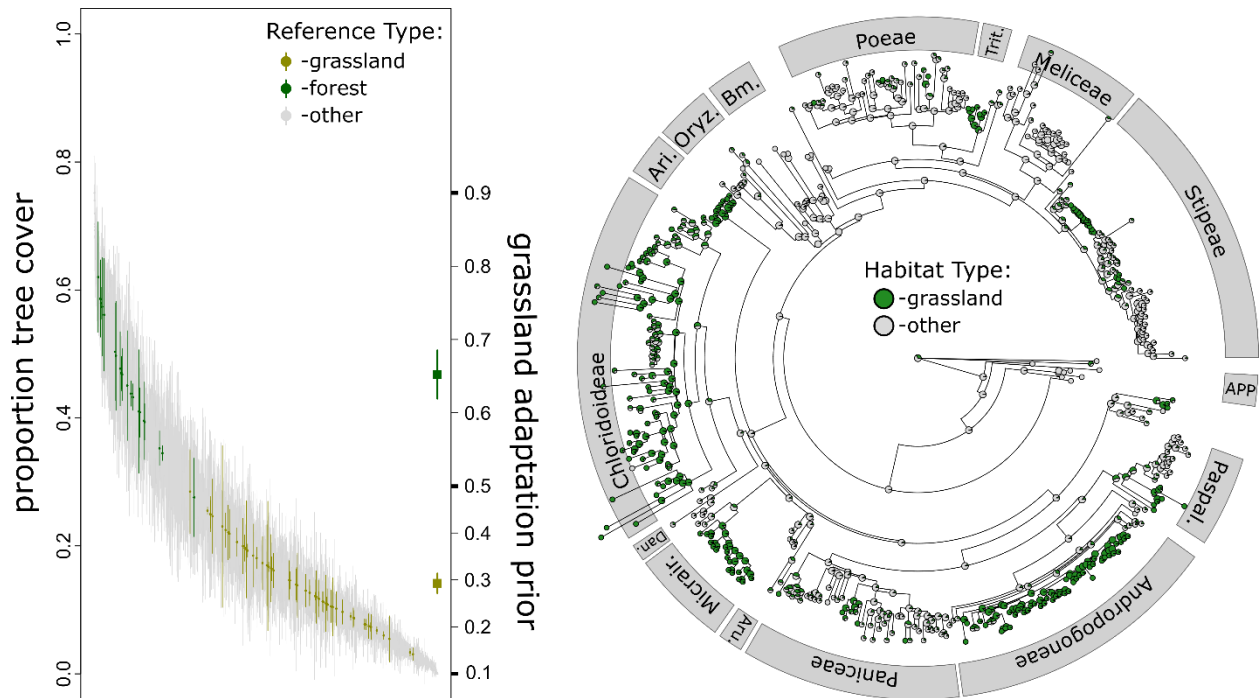 Reference Type:
-grassland
-forest
-other
proportion tree cover
1.0
0.8
0.6
0.4
0.2
0.0
grassland adaptation prior
0.9
0.8
0.7
0.6
0.5
0.4
0.3
0.2
0.1
Habitat Type:
-grassland
-other
Poeae
Trit.
Meliceae
Stipeae
APP
Paspal.
Andropogoneae
Paniceae
Aru.
Micrair.
Dan.
Chloridoideae
Ari.
Oryz.
Bm.